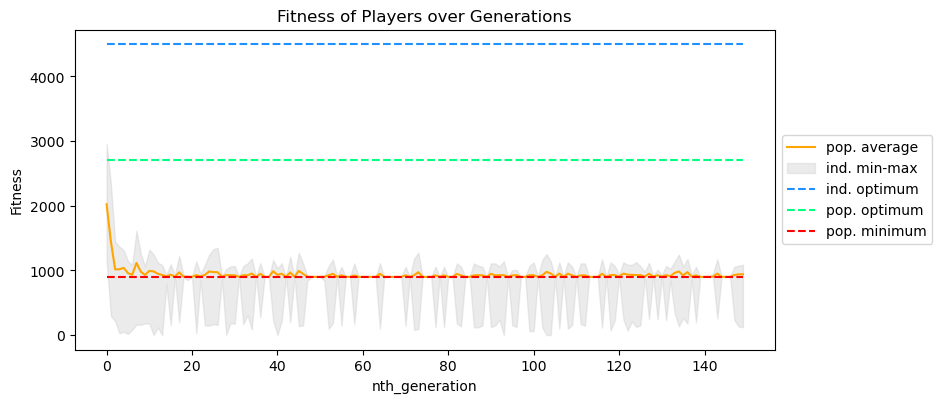 Fitness of Players over Generations
Fitness
4000
3000
2000
1000
0
0 20 40 60 80 100 120 140
nth_generation
pop. average
ind. min-max
ind. optimum
pop. optimum
pop. minimum